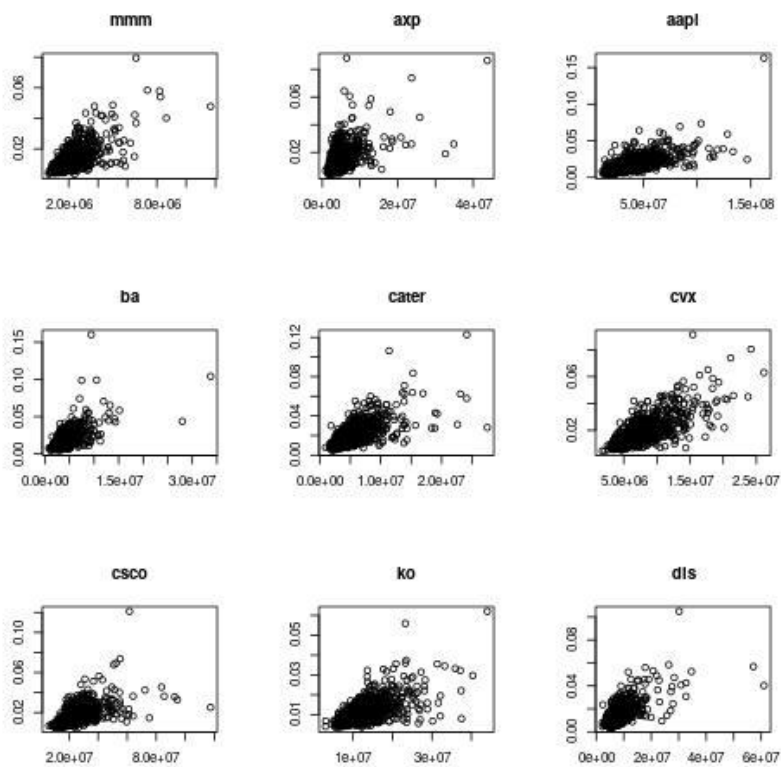 mmm
0.06
0.02
2.0e+06 8.0e+06
axp
0.06
0.02
0e+00 2e+07 4e+07
aapl
0.15
0.10
0.05
0.00
5.0e+07 1.5e+08
ba
0.15
0.10
0.05
0.00
0.0e+00 1.5e+07 3.0e+07
cater
0.12
0.08
0.04
0.00
0.0e+00 1.0e+07 2.0e+07
cvx
0.06
0.02
5.0e+06 1.5e+07 2.5e+07
csco
0.10
0.06
0.02
2.0e+07 8.0e+07
ko
0.05
0.03
0.01
1e+07 3e+07
dis
0.08
0.04
0.00
0e+00 2e+07 4e+07 6e+07